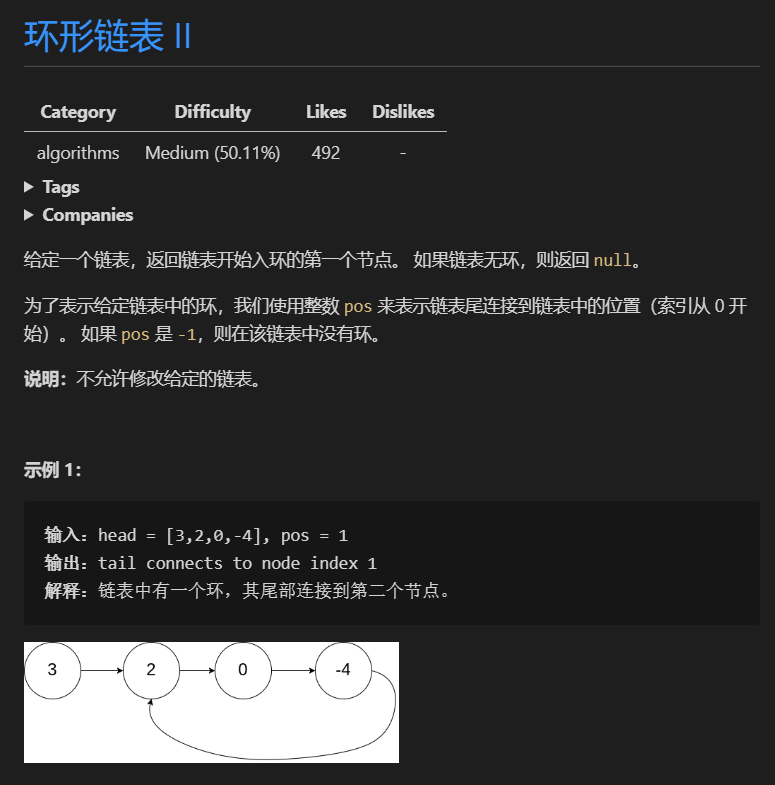 环形链表 II
Category Difficulty Likes Dislikes
algorithms Medium (50.11%) 492 -
▶ Tags
▶ Companies
给定一个链表，返回链表开始入环的第一个节点。 如果链表无环，则返回 null。
为了表示给定链表中的环，我们使用整数 pos 来表示链表尾连接到链表中的位置（索引从 0 开
始）。 如果 pos 是 -1，则在该链表中没有环。
说明：不允许修改给定的链表。
示例 1：
输入：head = [3,2,0,-4], pos = 1
输出：tail connects to node index 1
解释：链表中有一个环，其尾部连接到第二个节点。
3 2 0 -4